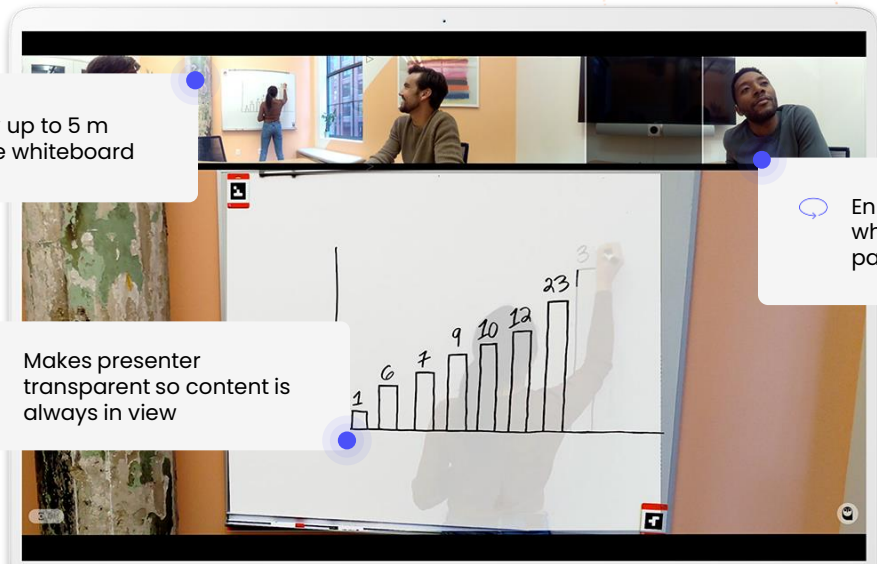 up to 5 m
whiteboard
En
wh
pa
3
23
12
10
9
7
6
1
Makes presenter
transparent so content is
always in view